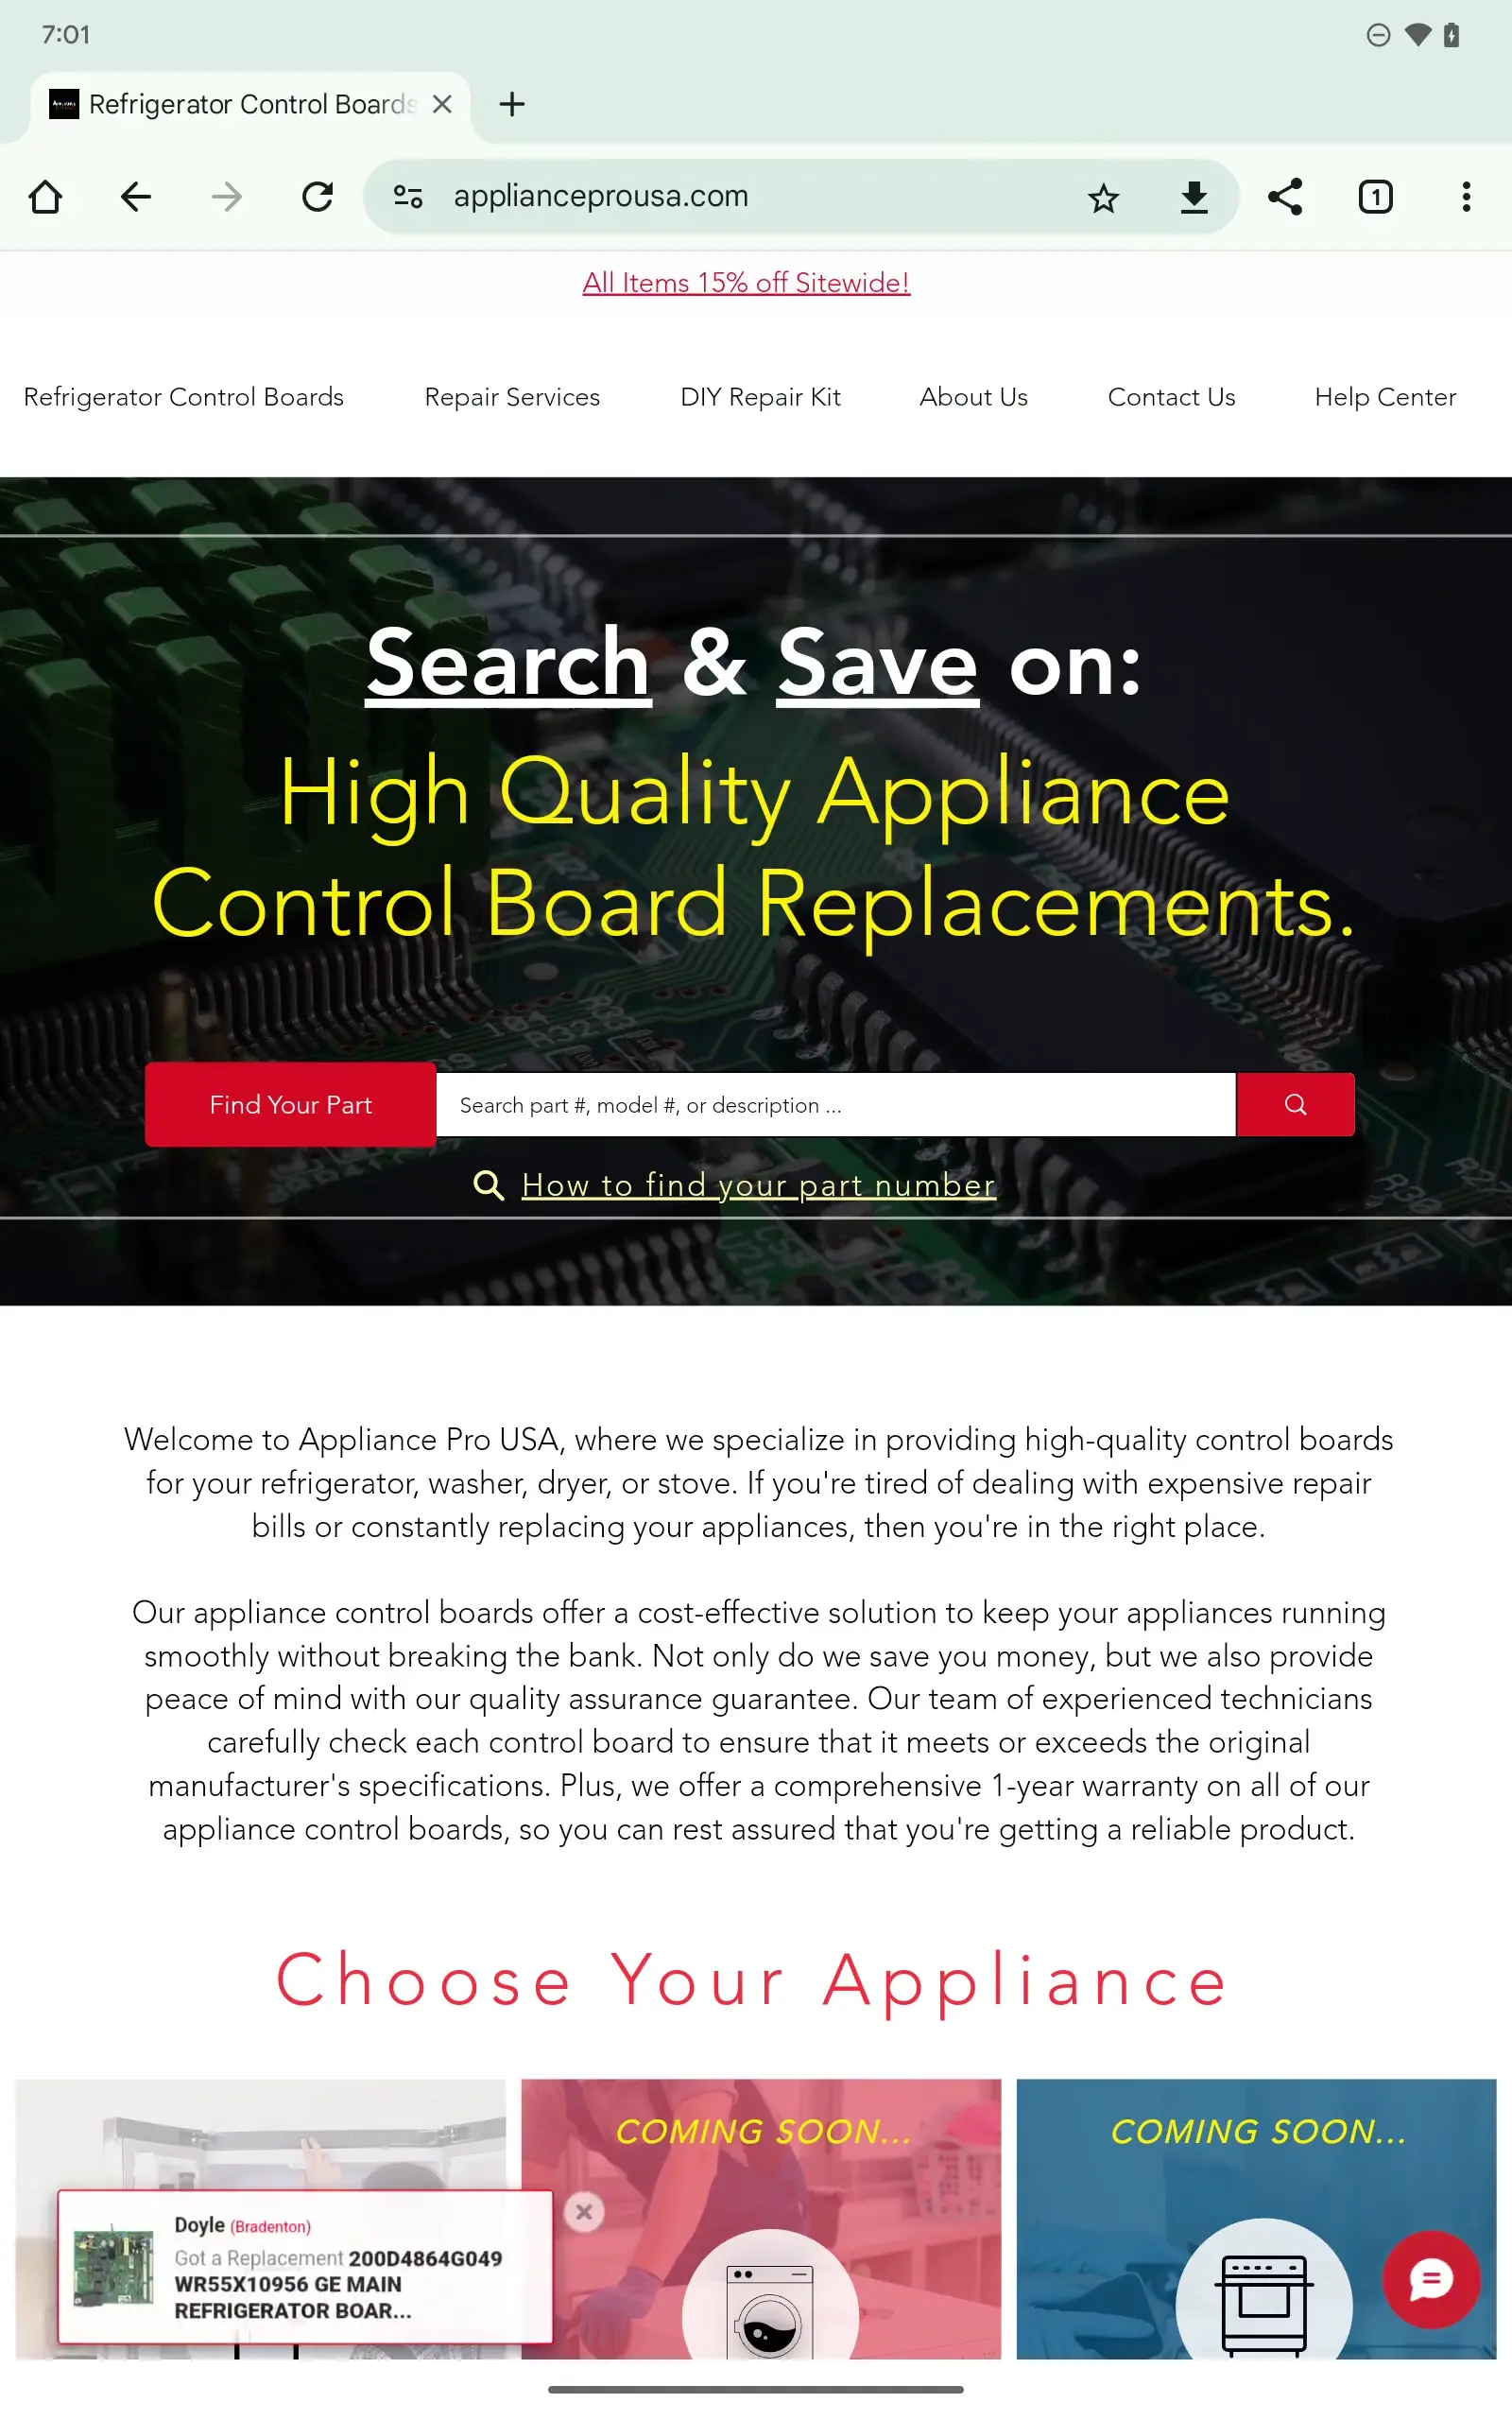 7:01
Refrigerator Control Boards
applianceprousa.com
1
All Items 15% off Sitewide!
Refrigerator Control Boards
Repair Services
DIY Repair Kit
About Us
Contact Us
Help Center
Search & Save on:
High Quality Appliance
Control Board Replacements.
Find Your Part
Search part #, model #, or description ...
How to find your part number
Welcome to Appliance Pro USA, where we specialize in providing high-quality control boards
for your refrigerator, washer, dryer, or stove. If you're tired of dealing with expensive repair
bills or constantly replacing your appliances, then you're in the right place.
Our appliance control boards offer a cost-effective solution to keep your appliances running
smoothly without breaking the bank. Not only do we save you money, but we also provide
peace of mind with our quality assurance guarantee. Our team of experienced technicians
carefully check each control board to ensure that it meets or exceeds the original
manufacturer's specifications. Plus, we offer a comprehensive 1-year warranty on all of our
appliance control boards, so you can rest assured that you're getting a reliable product.
Choose Your Appliance
COMING SOON...
COMING SOON...
Doyle (Bradenton)
Got a Replacement 200D4864G049
WR55X10956 GE MAIN
REFRIGERATOR BOAR...